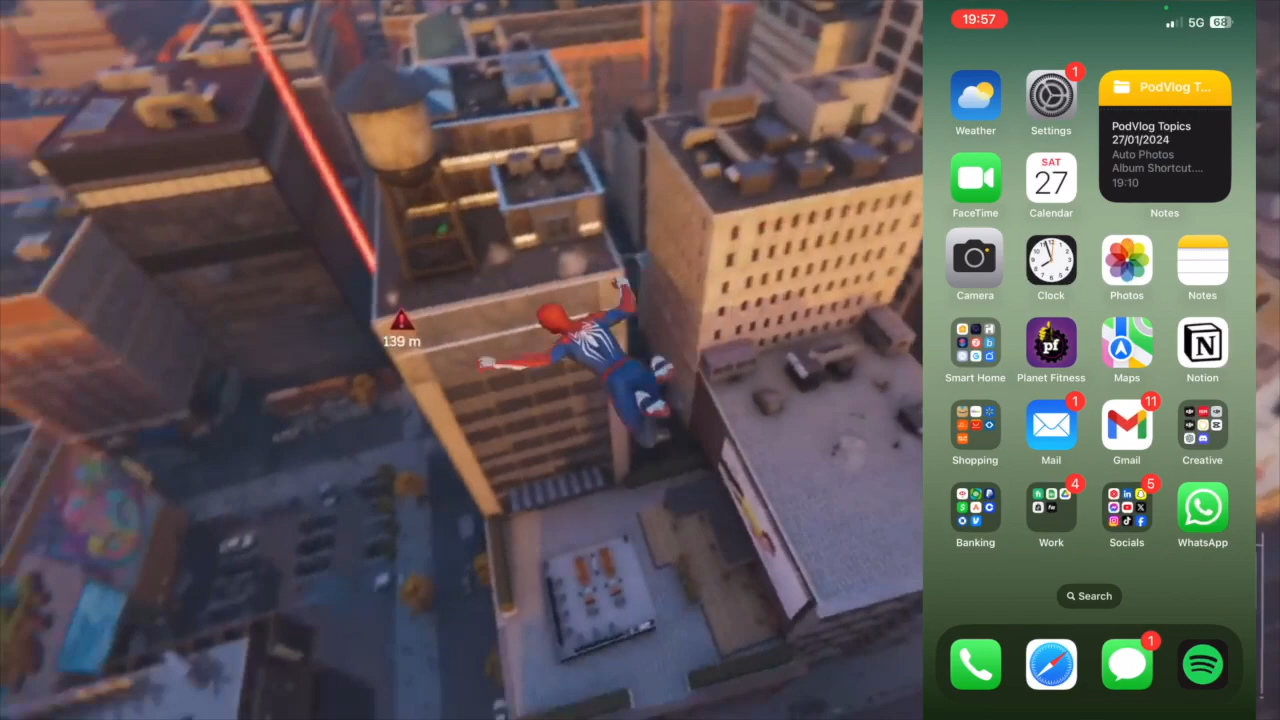 139 m
19:57
5G
68
Weather
1
Settings
PodVlog T...
PodVlog Topics
27/01/2024
Auto Photos
Album Shortcut....
19:10
Notes
FaceTime
SAT
27
Calendar
12
Camera
Clock
Photos
Notes
pf
N
Smart Home
Planet Fitness
Maps
Notion
1
11
Shopping
Mail
Gmail
Creative
4
5
Banking
Work
Socials
WhatsApp
Search
1